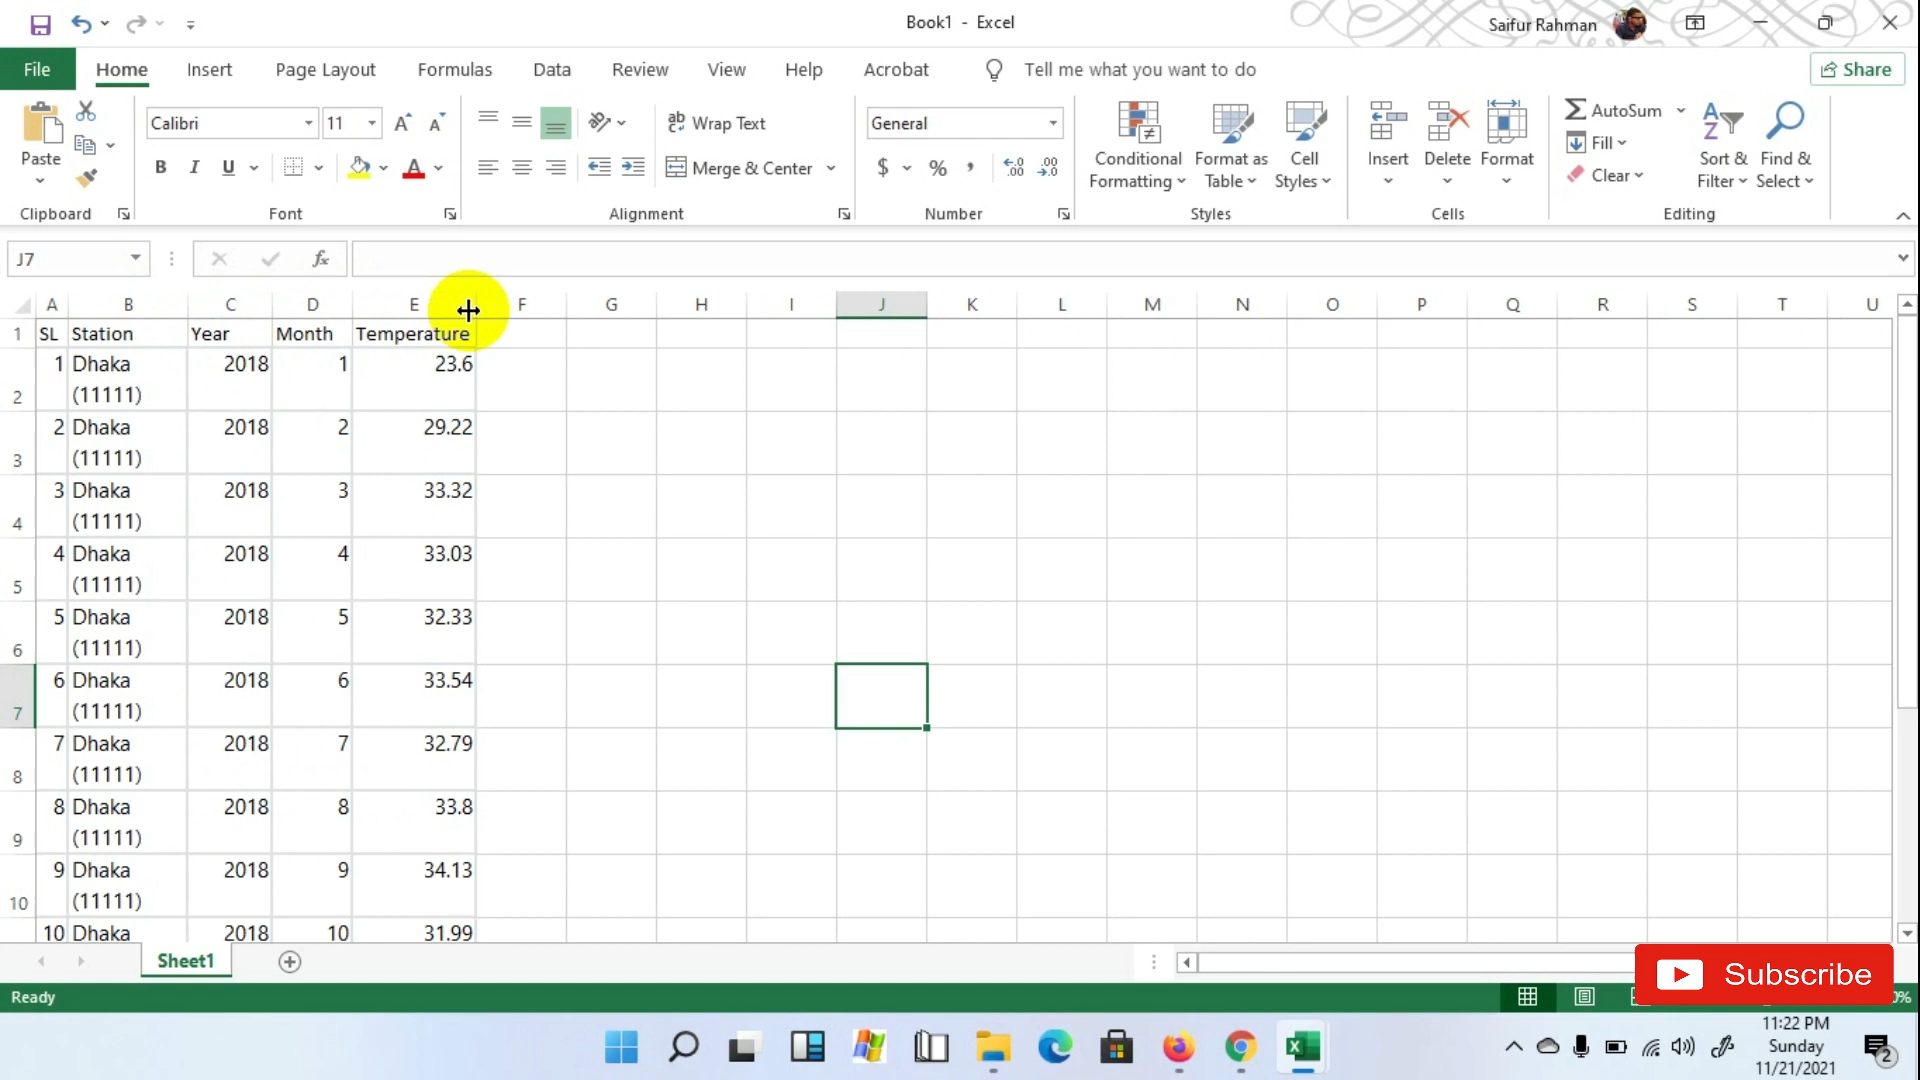 Book1 - Excel
Saifur Rahman
File Home Insert Page Layout Formulas Data Review View Help Acrobat Tell me what you want to do Share
Paste
Clipboard
Calibri 11
B I U A
Font
ab Wrap Text
Merge & Center
Alignment
General
$ % ,
Number
Conditional Formatting
Format as Table
Cell Styles
Styles
Insert Delete Format
Cells
AutoSum
Fill
Clear
Sort & Filter
Find & Select
Editing
J7 fx
A B C D E F G H I J K L M N O P Q R S T U
1 SL Station Year Month Temperature
2 1 Dhaka (11111) 2018 1 23.6
3 2 Dhaka (11111) 2018 2 29.22
4 3 Dhaka (11111) 2018 3 33.32
5 4 Dhaka (11111) 2018 4 33.03
6 5 Dhaka (11111) 2018 5 32.33
7 6 Dhaka (11111) 2018 6 33.54
8 7 Dhaka (11111) 2018 7 32.79
9 8 Dhaka (11111) 2018 8 33.8
10 9 Dhaka (11111) 2018 9 34.13
10 Dhaka 2018 10 31.99
Sheet1
Subscribe
Ready
0%
11:22 PM
Sunday
11/21/2021
2